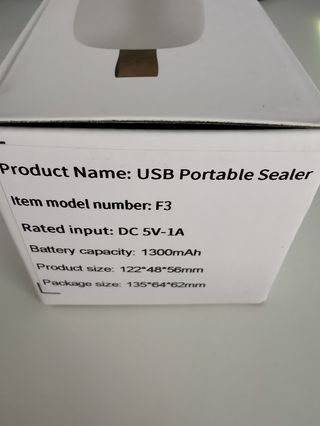 Product Name: USB Portable Sealer
Item model number: F3
Rated input: DC 5V-1A
Battery capacity: 1300mAh
Product size: 122*48*56mm
Package size: 135*64*62mm